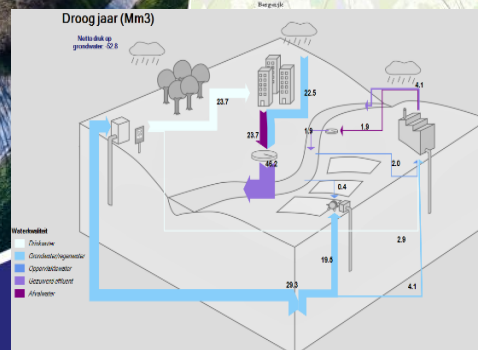 Bergeijk
Droog jaar (Mm3)
Netto druk op
grondwater -52.8
4.1
23.7
22.5
1.9
1.9
23.7
46.2
2.0
0.4
Waterkwaliteit
Drinkwater
Grondwater/regenwater
Oppervlaktewater
Gezuiverd effluent
Afvalwater
19.5
2.9
29.3
4.1